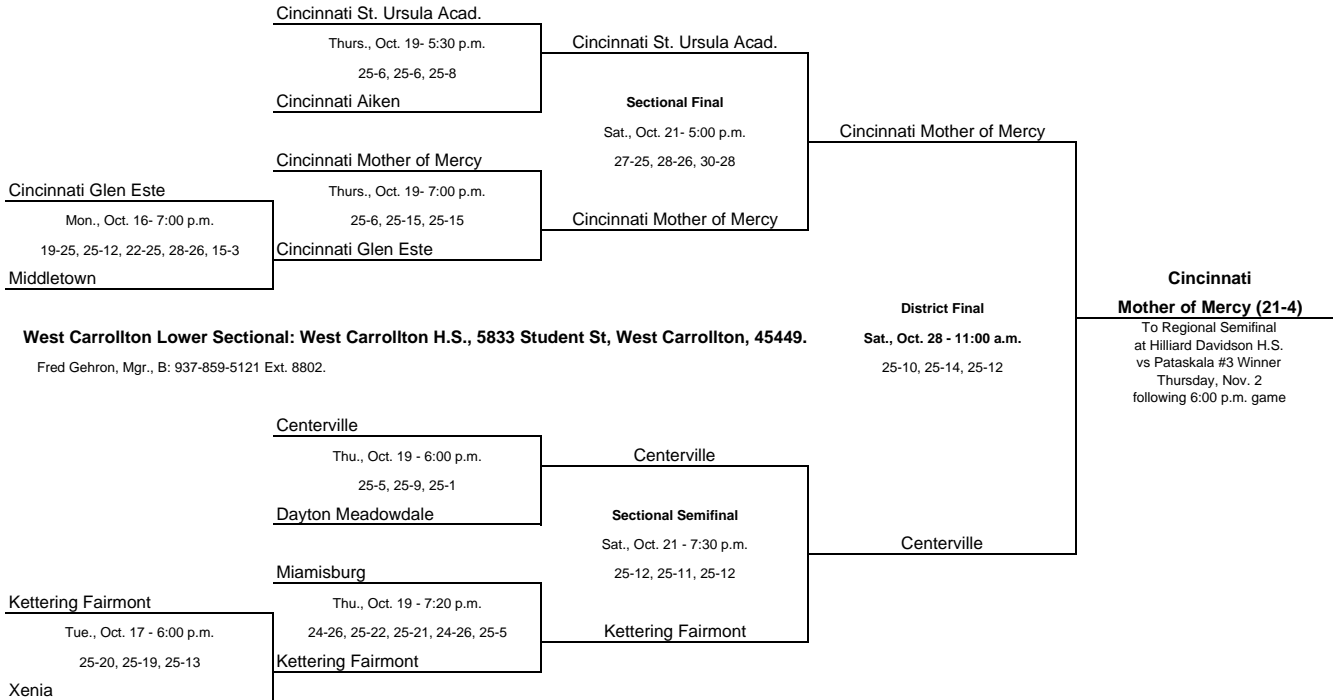 Cincinnati St. Ursula Acad.
Thurs., Oct. 19- 5:30 p.m.
25-6, 25-6, 25-8
Cincinnati Aiken
Cincinnati St. Ursula Acad.
Sectional Final
Sat., Oct. 21- 5:00 p.m.
27-25, 28-26, 30-28
Cincinnati Mother of Mercy
Cincinnati Mother of Mercy
Thurs., Oct. 19- 7:00 p.m.
25-6, 25-15, 25-15
Cincinnati Glen Este
Cincinnati Mother of Mercy
Cincinnati Glen Este
Mon., Oct. 16- 7:00 p.m.
19-25, 25-12, 22-25, 28-26, 15-3
Middletown
Cincinnati
Mother of Mercy (21-4)
To Regional Semifinal
at Hilliard Davidson H.S.
vs Pataskala #3 Winner
Thursday, Nov. 2
following 6:00 p.m. game
District Final
Sat., Oct. 28 - 11:00 a.m.
25-10, 25-14, 25-12
West Carrollton Lower Sectional: West Carrollton H.S., 5833 Student St, West Carrollton, 45449.
Fred Gehron, Mgr., B: 937-859-5121 Ext. 8802.
Centerville
Thu., Oct. 19 - 6:00 p.m.
25-5, 25-9, 25-1
Dayton Meadowdale
Centerville
Sectional Semifinal
Sat., Oct. 21 - 7:30 p.m.
25-12, 25-11, 25-12
Centerville
Miamisburg
Thu., Oct. 19 - 7:20 p.m.
24-26, 25-22, 25-21, 24-26, 25-5
Kettering Fairmont
Kettering Fairmont
Kettering Fairmont
Tue., Oct. 17 - 6:00 p.m.
25-20, 25-19, 25-13
Xenia